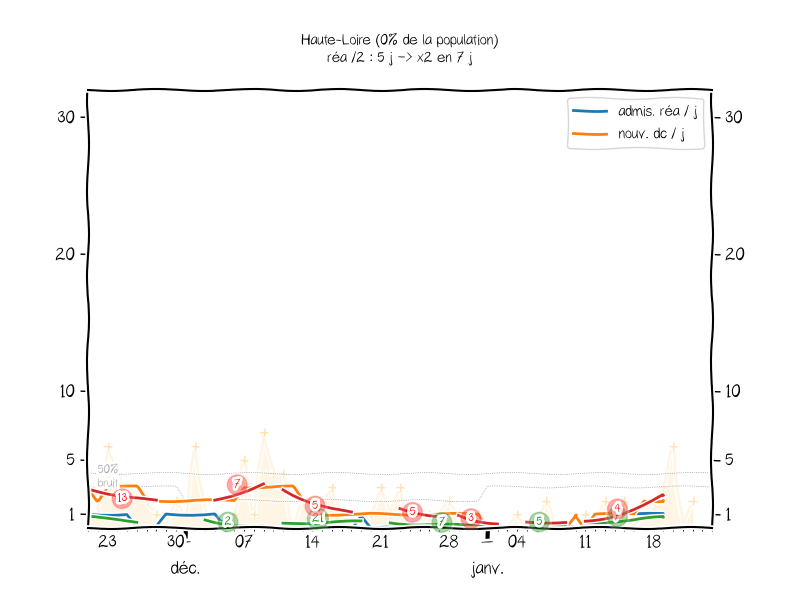 Haute-Loire (0% de la population)
réa /2 : 5 j -> x2 en 7 j
admis. réa / j
nouv. dc / j
30 30
20 20
10 10
5 5
1 1
50%
bruit
13 7 5 5 3 4
2 21 7 5
23 30 07 14 21 28 04 11 18
déc. janv.